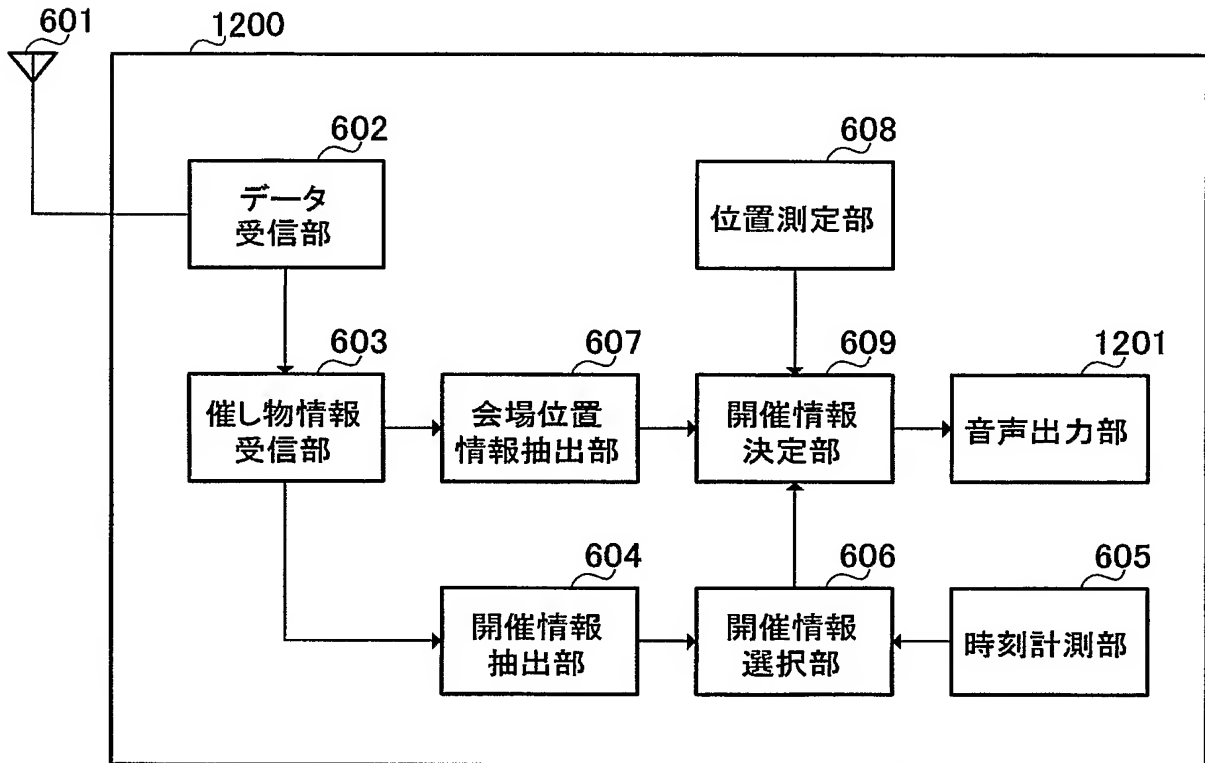 601
1200
602
データ
受信部
608
位置測定部
603
催し物情報
受信部
607
会場位置
情報抽出部
609
開催情報
決定部
1201
音声出力部
604
開催情報
抽出部
606
開催情報
選択部
605
時刻計測部